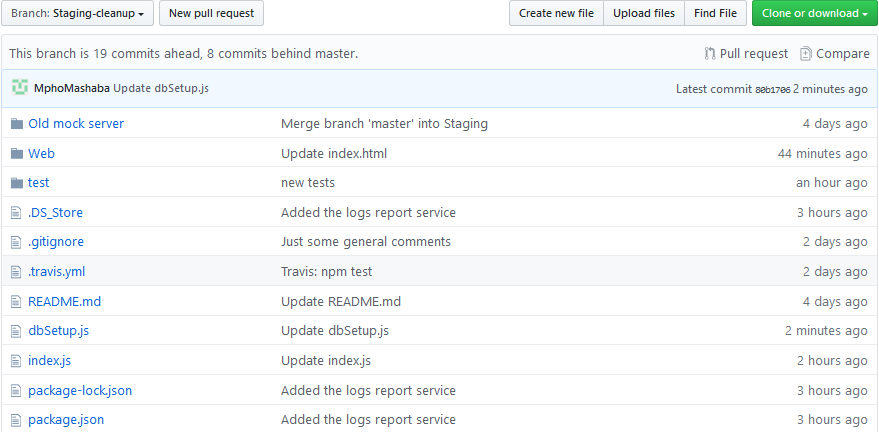 Branch: Staging-cleanup New pull request Create new file Upload files Find File Clone or download
This branch is 19 commits ahead, 8 commits behind master. Pull request Compare
MphoMashaba Update dbSetup.js Latest commit 80b1706 2 minutes ago
Old mock server Merge branch 'master' into Staging 4 days ago
Web Update index.html 44 minutes ago
test new tests an hour ago
.DS_Store Added the logs report service 3 hours ago
.gitignore Just some general comments 2 days ago
.travis.yml Travis: npm test 2 days ago
README.md Update README.md 4 days ago
dbSetup.js Update dbSetup.js 2 minutes ago
index.js Update index.js 2 hours ago
package-lock.json Added the logs report service 3 hours ago
package.json Added the logs report service 3 hours ago